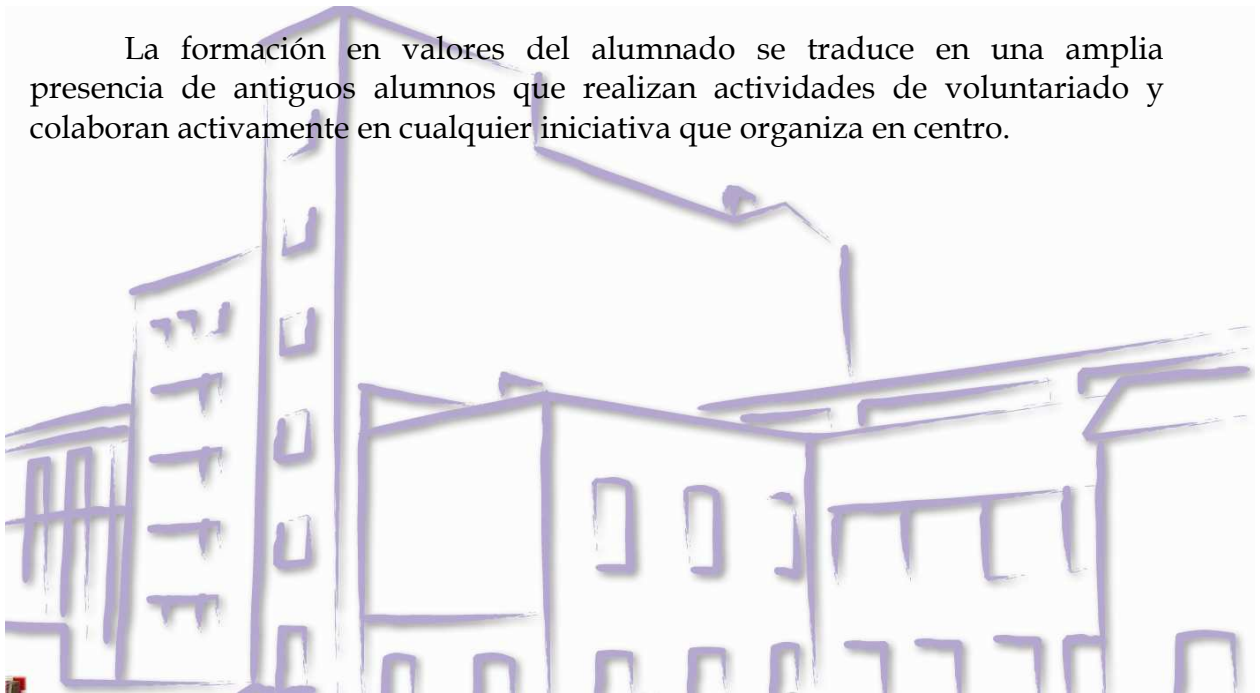 La formación en valores del alumnado se traduce en una amplia
presencia de antiguos alumnos que realizan actividades de voluntariado y
colaboran activamente en cualquier iniciativa que organiza en centro.